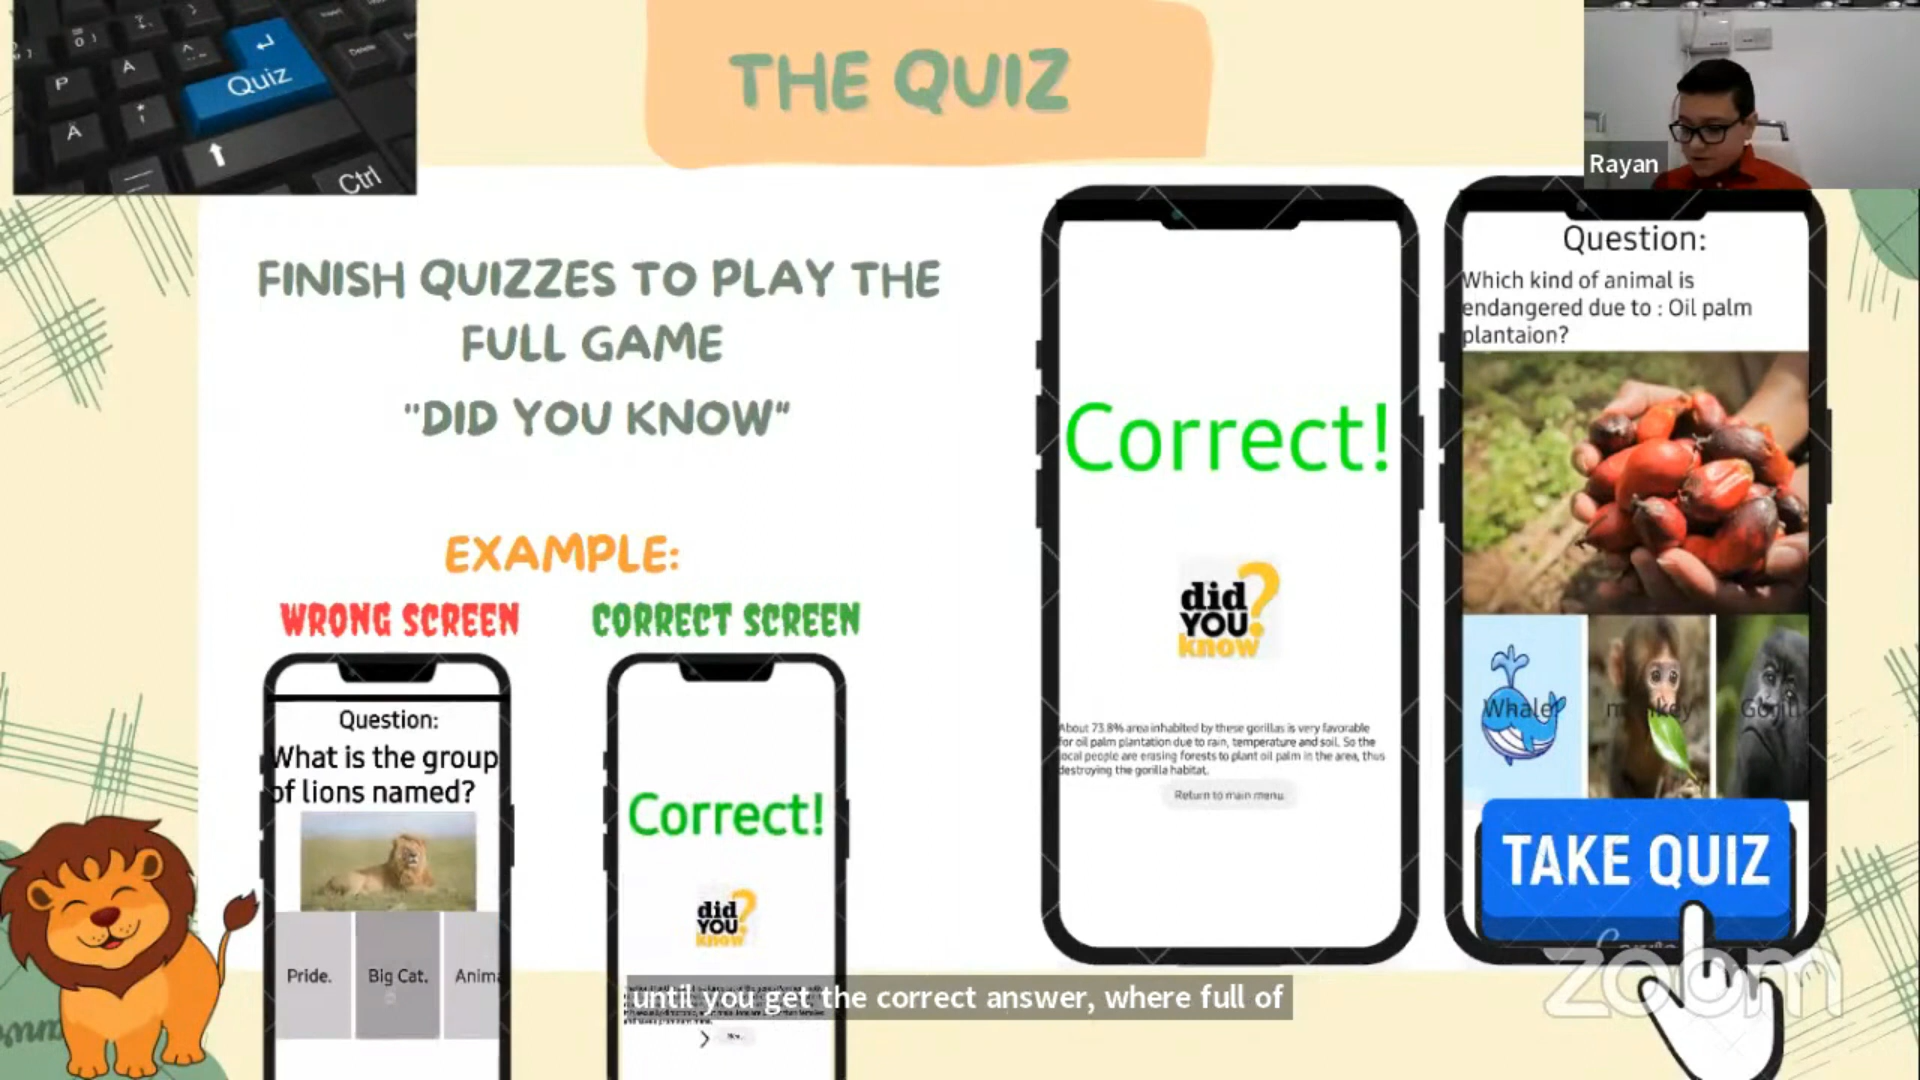 Quiz
P
Ctrl
THE QUIZ
Rayan
FINISH QUIZZES TO PLAY THE
FULL GAME
"DID YOU KNOW"
EXAMPLE:
WRONG SCREEN
CORRECT SCREEN
Question:
What is the group
of lions named?
Pride.
Big Cat.
Anima
Correct!
did
YOU?
know
Correct!
did
YOU?
know
About 73.8% area inhabited by these gorillas is very favorable
for oil palm plantation due to rain, temperature and soil. So the
local people are erasing forests to plant oil palm in the area, thus
destroying the gorilla habitat.
Return to main menu.
Question:
Which kind of animal is
endangered due to : Oil palm
plantaion?
Whale
monkey
TAKE QUIZ
until you get the correct answer, where full of
zoom